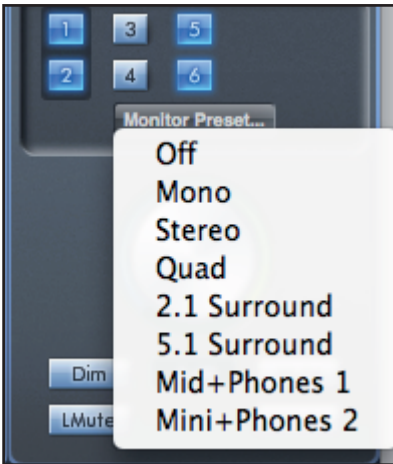 1 3 5
2 4 6
Monitor Preset...
Off
Mono
Stereo
Quad
2.1 Surround
5.1 Surround
Dim
Mid+Phones 1
LMute
Mini+Phones 2